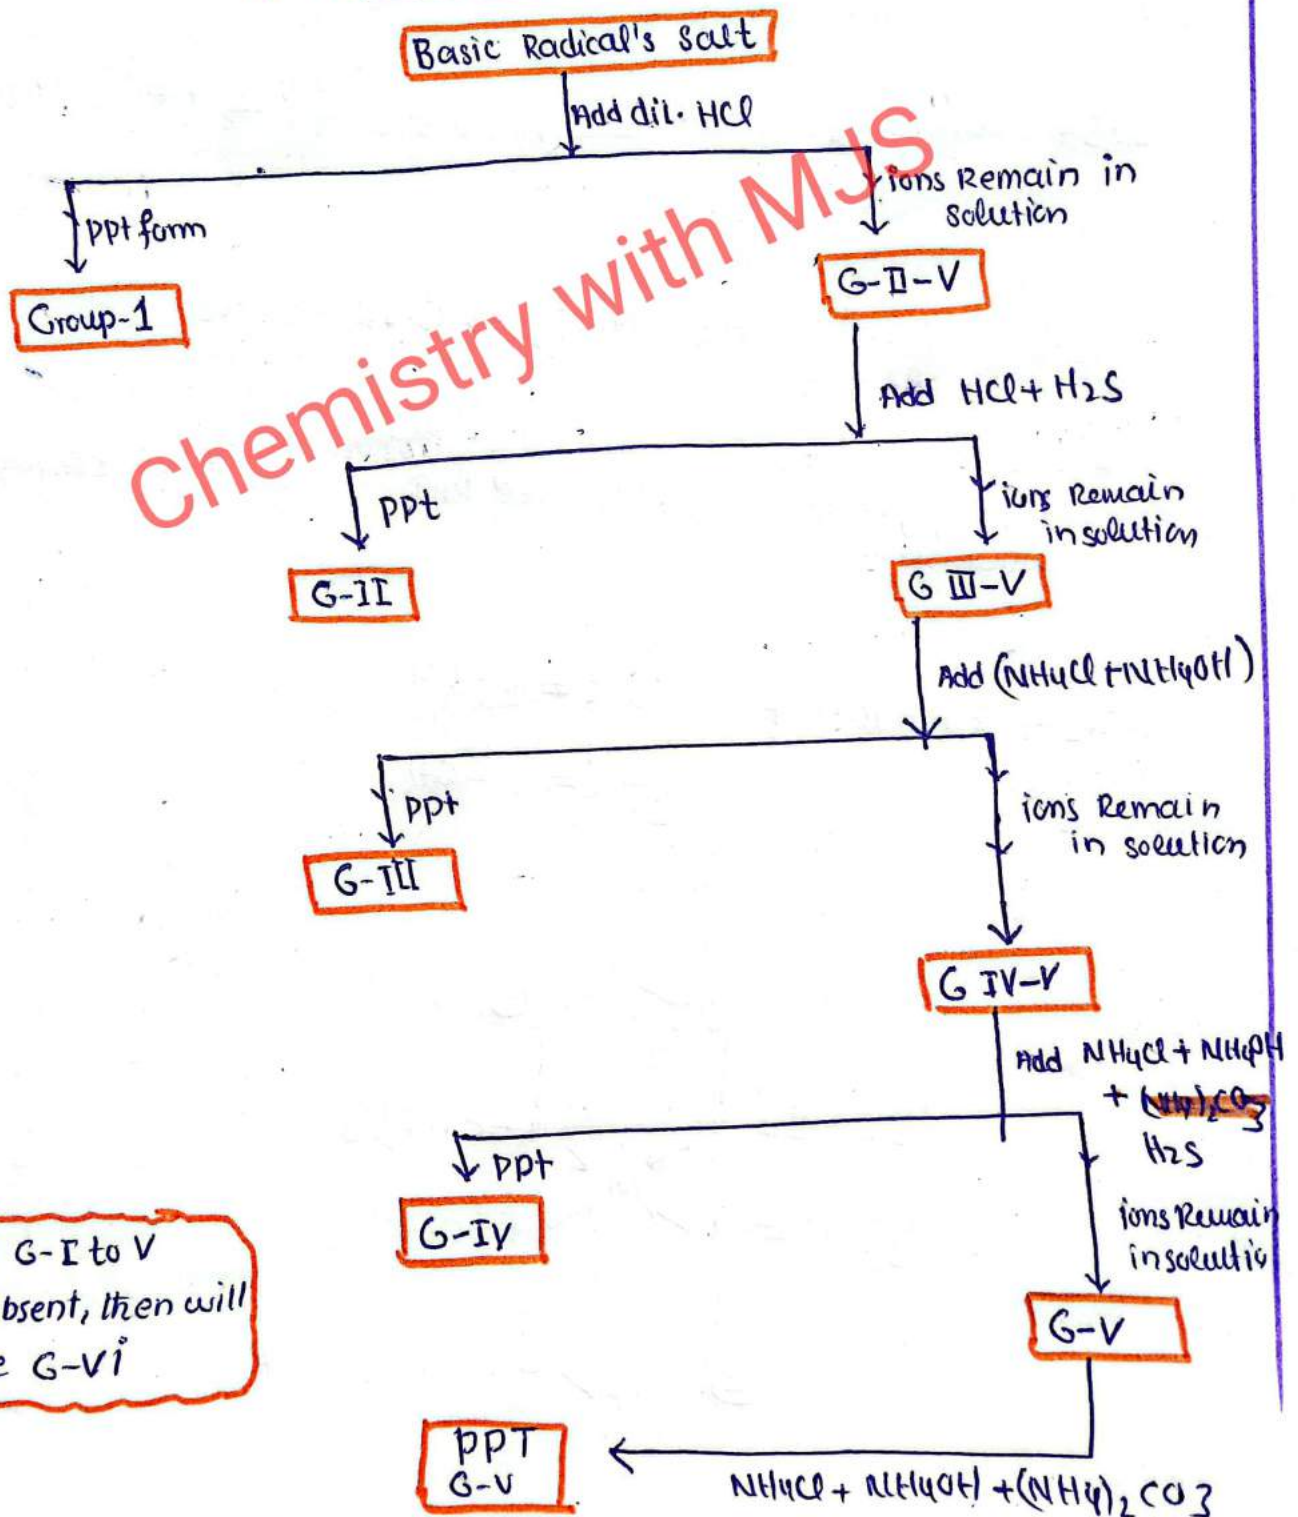 Basic Radical's Salt
Add dil. HCl
ppt form
ions Remain in
solution
Group-1
G-II-V
Chemistry with MJS
Add HCl + H2S
ppt
ions Remain
in solution
G-II
G III-V
Add (NH4Cl + NH4OH)
ppt
ions Remain
in solution
G-III
G IV-V
Add NH4Cl + NH4OH
+ (NH4)2CO3
H2S
ppt
ions Remain
G-IV
G-I to V
bsent, then will
e G-Vi
G-V
PPT
G-V
NH4Cl + NH4OH + (NH4)2CO3